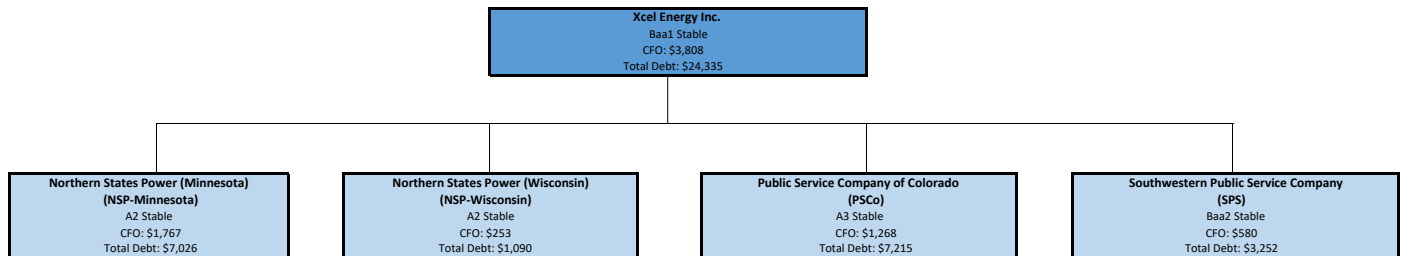 Xcel Energy Inc.
Baa1 Stable
CFO: $3,808
Total Debt: $24,335
Northern States Power (Minnesota)
(NSP-Minnesota)
A2 Stable
CFO: $1,767
Total Debt: $7,026
Northern States Power (Wisconsin)
(NSP-Wisconsin)
A2 Stable
CFO: $253
Total Debt: $1,090
Public Service Company of Colorado
(PSCo)
A3 Stable
CFO: $1,268
Total Debt: $7,215
Southwestern Public Service Company
(SPS)
Baa2 Stable
CFO: $580
Total Debt: $3,252